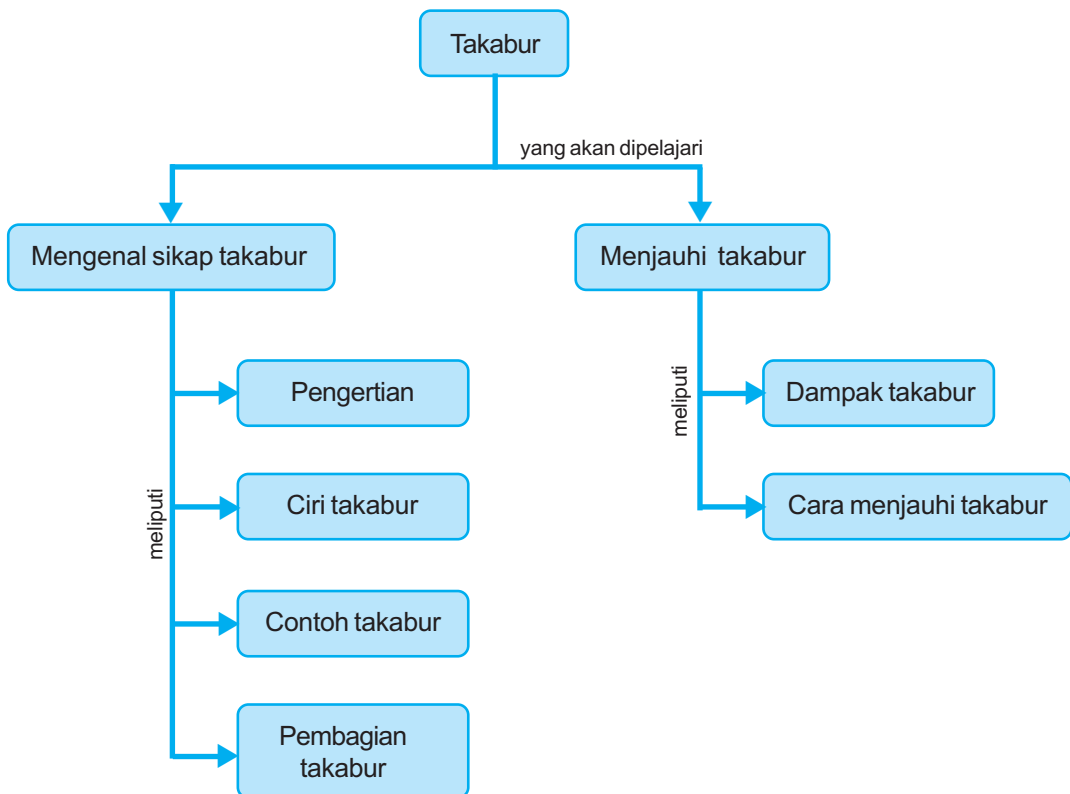 Takabur
yang akan dipelajari
Mengenal sikap takabur
meliputi
Pengertian
Ciri takabur
Contoh takabur
Pembagian
takabur
Menjauhi takabur
meliputi
Dampak takabur
Cara menjauhi takabur